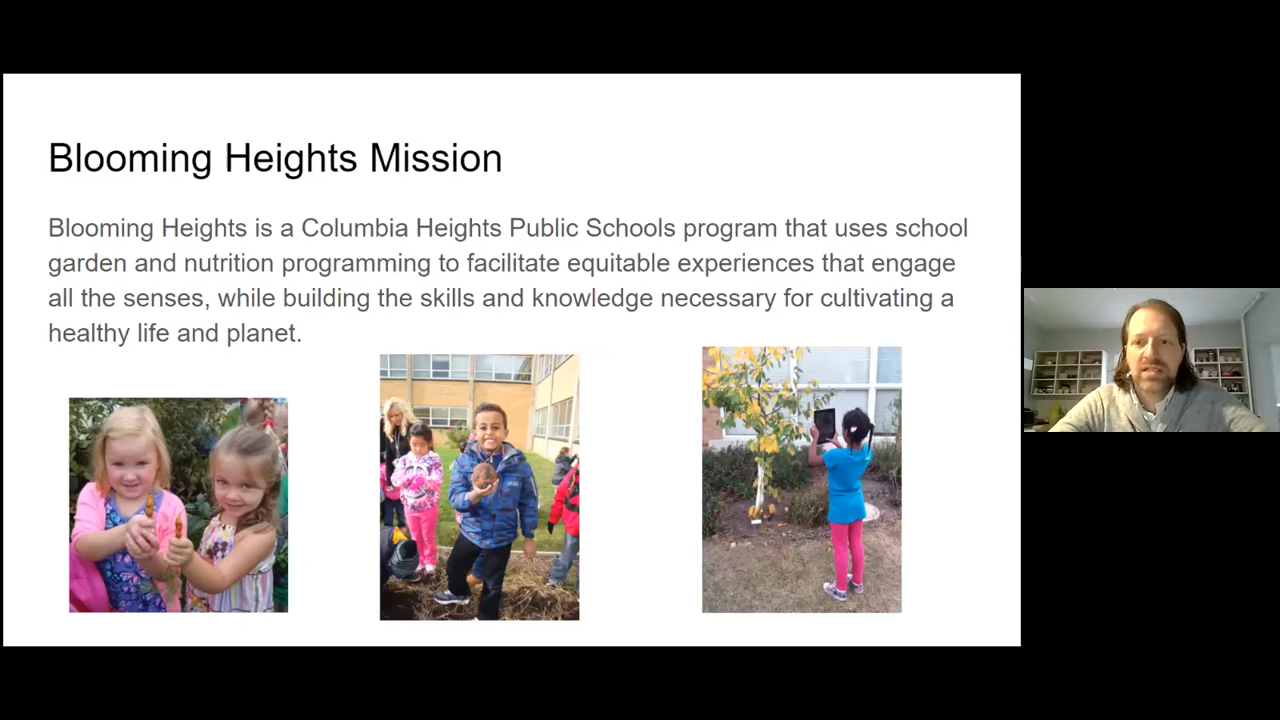 Blooming Heights Mission
Blooming Heights is a Columbia Heights Public Schools program that uses school
garden and nutrition programming to facilitate equitable experiences that engage
all the senses, while building the skills and knowledge necessary for cultivating a
healthy life and planet.